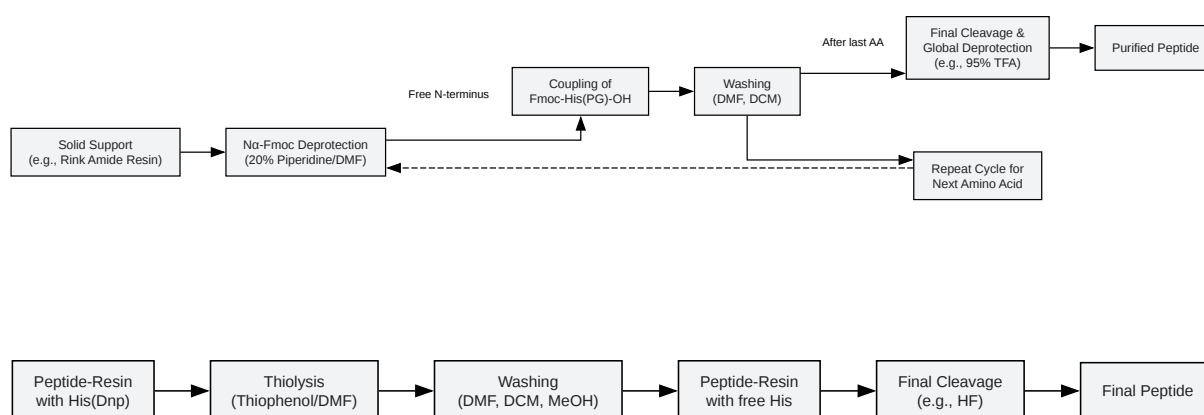 Solid Support
(e.g., Rink Amide Resin)
Nα-Fmoc Deprotection
(20% Piperidine/DMF)
Free N-terminus
Coupling of
Fmoc-His(PG)-OH
Washing
(DMF, DCM)
After last AA
Final Cleavage &
Global Deprotection
(e.g., 95% TFA)
Purified Peptide
Repeat Cycle for
Next Amino Acid
Peptide-Resin
with His(Dnp)
Thiolysis
(Thiophenol/DMF)
Washing
(DMF, DCM, MeOH)
Peptide-Resin
with free His
Final Cleavage
(e.g., HF)
Final Peptide